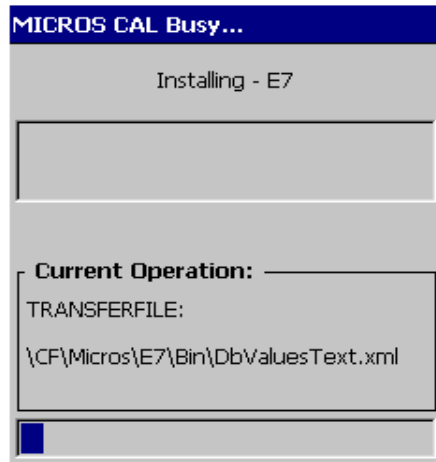 MICROS CAL Busy...
Installing - E7
Current Operation:
TRANSFERFILE:
\CF\Micros\E7\Bin\DbValuesText.xml